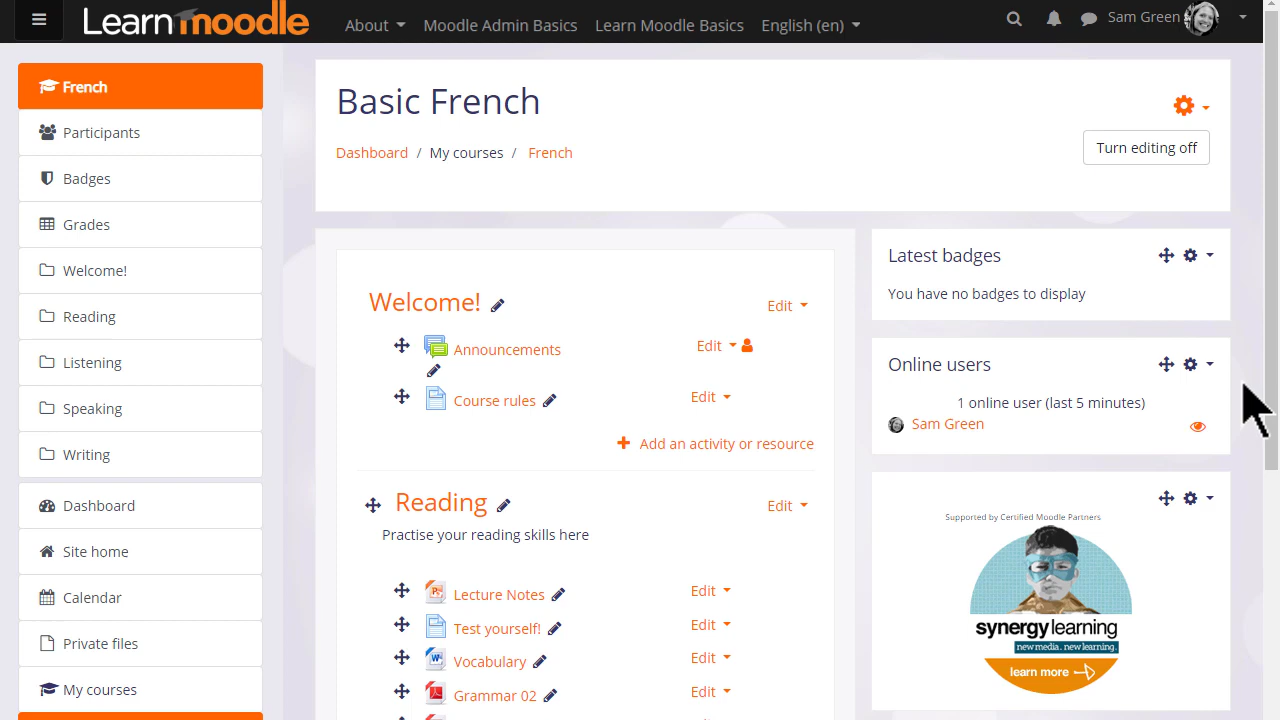 Learn moodle
About
Moodle Admin Basics
Learn Moodle Basics
English (en)
Sam Green
French
Participants
Badges
Grades
Welcome!
Reading
Listening
Speaking
Writing
Dashboard
Site home
Calendar
Private files
My courses
Basic French
Dashboard / My courses / French
Turn editing off
Welcome!
Edit
Announcements
Edit
Course rules
Edit
Add an activity or resource
Reading
Edit
Practise your reading skills here
Lecture Notes
Edit
Test yourself!
Edit
Vocabulary
Edit
Grammar 02
Edit
Latest badges
You have no badges to display
Online users
1 online user (last 5 minutes)
Sam Green
Supported by Certified Moodle Partners
synergylearning
new media. new learning.
learn more